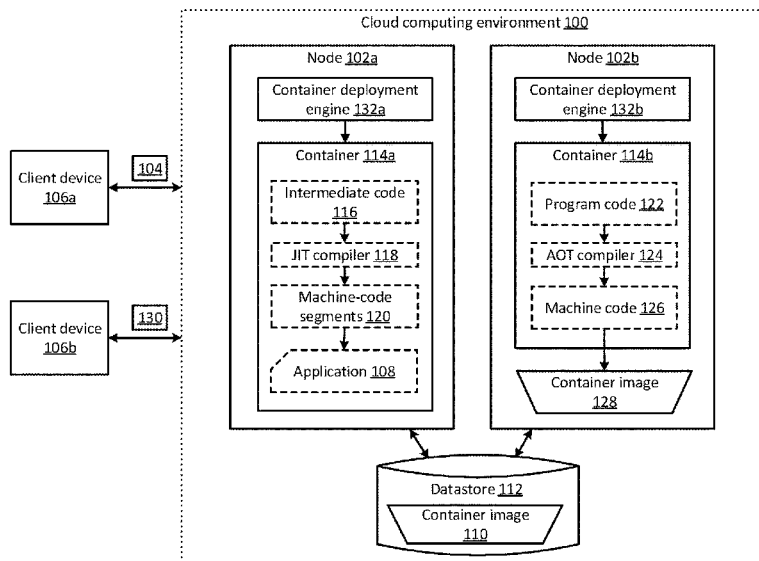 Cloud computing environment 100
Node 102a
Container deployment
engine 132a
Container 114a
Intermediate code
116
JIT compiler 118
Machine-code
segments 120
Application 108
Node 102b
Container deployment
engine 132b
Container 114b
Program code 122
AOT compiler 124
Machine code 126
Container image
128
Client device
106a
104
Client device
106b
130
Datastore 112
Container image
110